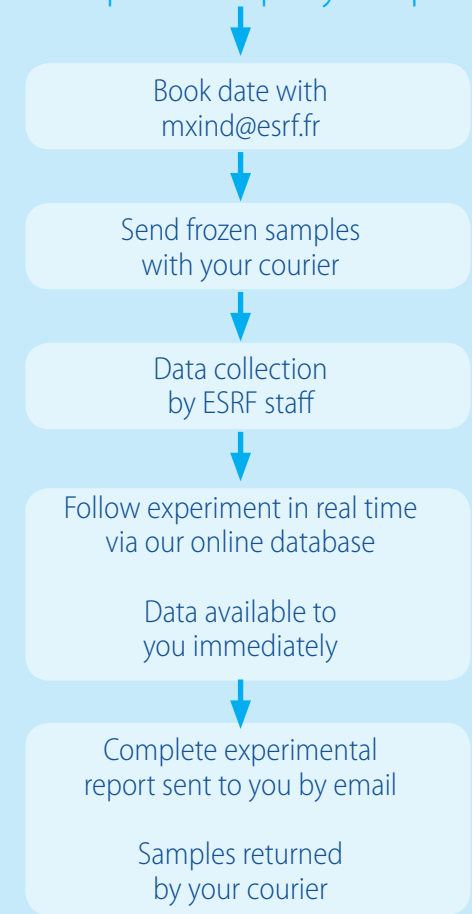 Book date with
mxind@esrf.fr
Send frozen samples
with your courier
Data collection
by ESRF staff
Follow experiment in real time
via our online database
Data available to
you immediately
Complete experimental
report sent to you by email
Samples returned
by your courier